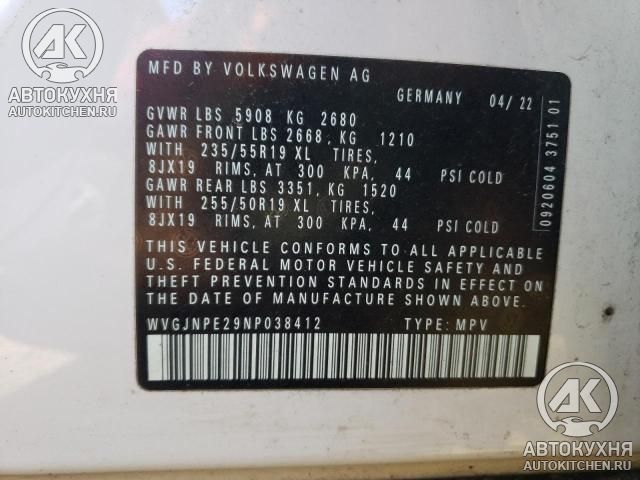 MFD BY VOLKSWAGEN AG
GERMANY 04/ 22
GVWR LBS 5908 KG 2680
GAWR FRONT LBS 2668, KG 1210
WITH 235/55R19 XL TIRES,
8JX19 RIMS, AT 300 KPA, 44 PSI COLD
GAWR REAR LBS 3351, KG 1520
WITH 255/50R19 XL TIRES,
8JX19 RIMS, AT 300 KPA, 44 PSI COLD
THIS VEHICLE CONFORMS TO ALL APPLICABLE
U.S. FEDERAL MOTOR VEHICLE SAFETY AND
THEFT PREVENTION STANDARDS IN EFFECT ON
THE DATE OF MANUFACTURE SHOWN ABOVE.
WVGJNPE29NP038412 TYPE: MPV
0920604 3751 01
АК
АВТОКУХНЯ
AUTOKITCHEN.RU
АК
АВТОКУХНЯ
AUTOKITCHEN.RU